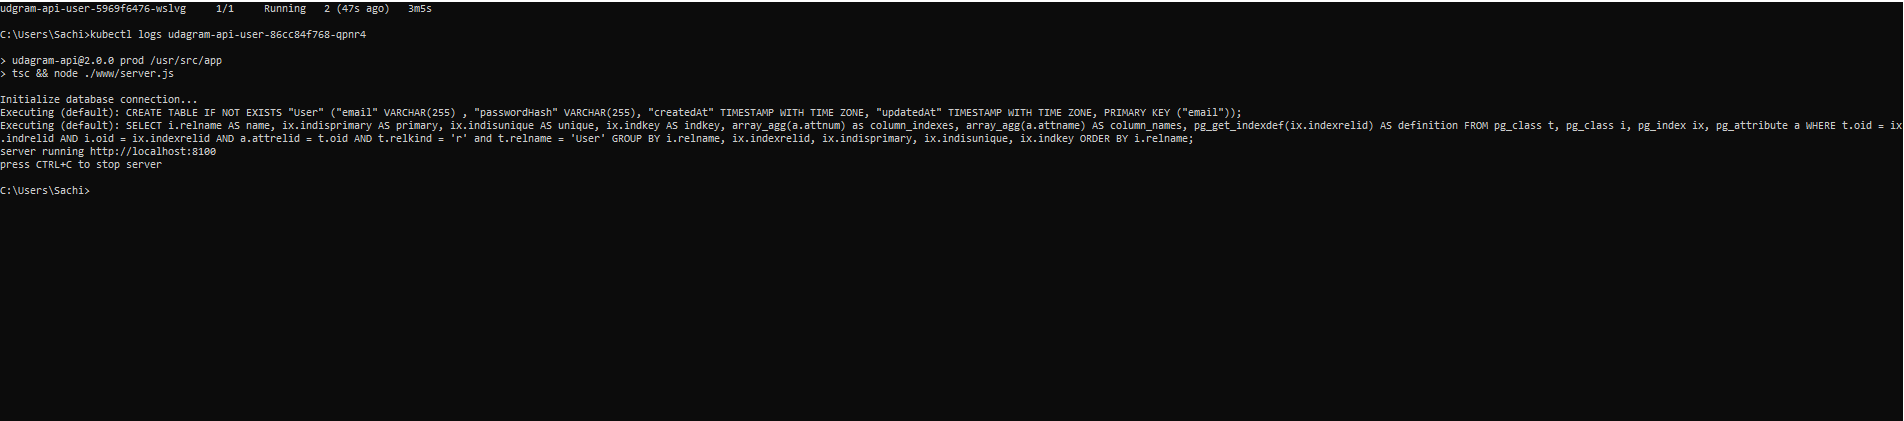 udgram-api-user-5969f6476-wslvg     1/1     Running   2 (47s ago)   3m5s
C:\Users\Sachi>kubectl logs udagram-api-user-86cc84f768-qpnr4
> udagram-api@2.0.0 prod /usr/src/app
> tsc && node ./www/server.js
Initialize database connection...
Executing (default): CREATE TABLE IF NOT EXISTS "User" ("email" VARCHAR(255) , "passwordHash" VARCHAR(255), "createdAt" TIMESTAMP WITH TIME ZONE, "updatedAt" TIMESTAMP WITH TIME ZONE, PRIMARY KEY ("email"));
Executing (default): SELECT i.relname AS name, ix.indisprimary AS primary, ix.indisunique AS unique, ix.indkey AS indkey, array_agg(a.attnum) as column_indexes, array_agg(a.attname) AS column_names, pg_get_indexdef(ix.indexrelid) AS definition FROM pg_class t, pg_class i, pg_index ix, pg_attribute a WHERE t.oid = ix
.indrelid AND i.oid = ix.indexrelid AND a.attrelid = t.oid AND t.relkind = 'r' and t.relname = 'User' GROUP BY i.relname, ix.indexrelid, ix.indisprimary, ix.indisunique, ix.indkey ORDER BY i.relname;
server running http://localhost:8100
press CTRL+C to stop server
C:\Users\Sachi>